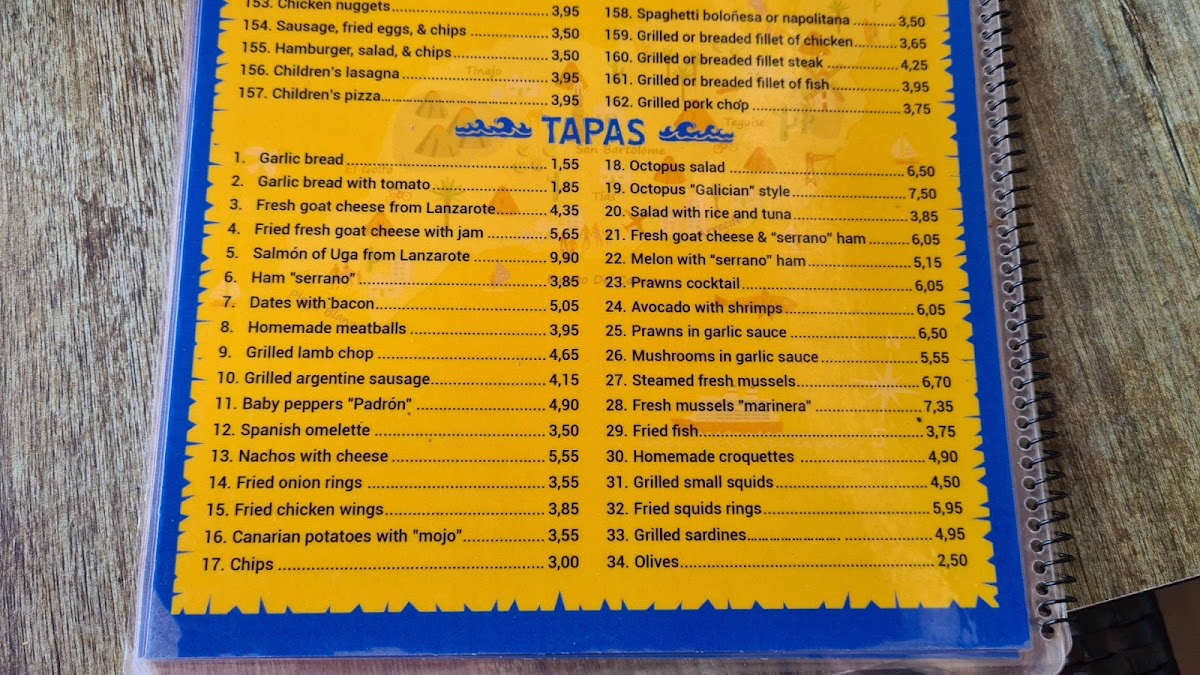 153. Chicken nuggets 3,95
154. Sausage, fried eggs, & chips 3,50
155. Hamburger, salad, & chips 3,50
156. Children's lasagna 3,95
157. Children's pizza 3,95
158. Spaghetti boloñesa or napolitana 3,50
159. Grilled or breaded fillet of chicken 3,65
160. Grilled or breaded fillet steak 4,25
161. Grilled or breaded fillet of fish 3,95
162. Grilled pork chop 3,75
Tinajo
Teguise
San Bartolome
El Golfo
Tias
TAPAS
1. Garlic bread 1,55
2. Garlic bread with tomato 1,85
3. Fresh goat cheese from Lanzarote 4,35
4. Fried fresh goat cheese with jam 5,65
5. Salmón of Uga from Lanzarote 9,90
6. Ham "serrano" 3,85
7. Dates with bacon 5,05
8. Homemade meatballs 3,95
9. Grilled lamb chop 4,65
10. Grilled argentine sausage 4,15
11. Baby peppers "Padrón" 4,90
12. Spanish omelette 3,50
13. Nachos with cheese 5,55
14. Fried onion rings 3,55
15. Fried chicken wings 3,85
16. Canarian potatoes with "mojo" 3,55
17. Chips 3,00
18. Octopus salad 6,50
19. Octopus "Galician" style 7,50
20. Salad with rice and tuna 3,85
21. Fresh goat cheese & "serrano" ham 6,05
22. Melon with "serrano" ham 5,15
23. Prawns cocktail 6,05
24. Avocado with shrimps 6,05
25. Prawns in garlic sauce 6,50
26. Mushrooms in garlic sauce 5,55
27. Steamed fresh mussels 6,70
28. Fresh mussels "marinera" 7,35
29. Fried fish 3,75
30. Homemade croquettes 4,90
31. Grilled small squids 4,50
32. Fried squids rings 5,95
33. Grilled sardines 4,95
34. Olives 2,50